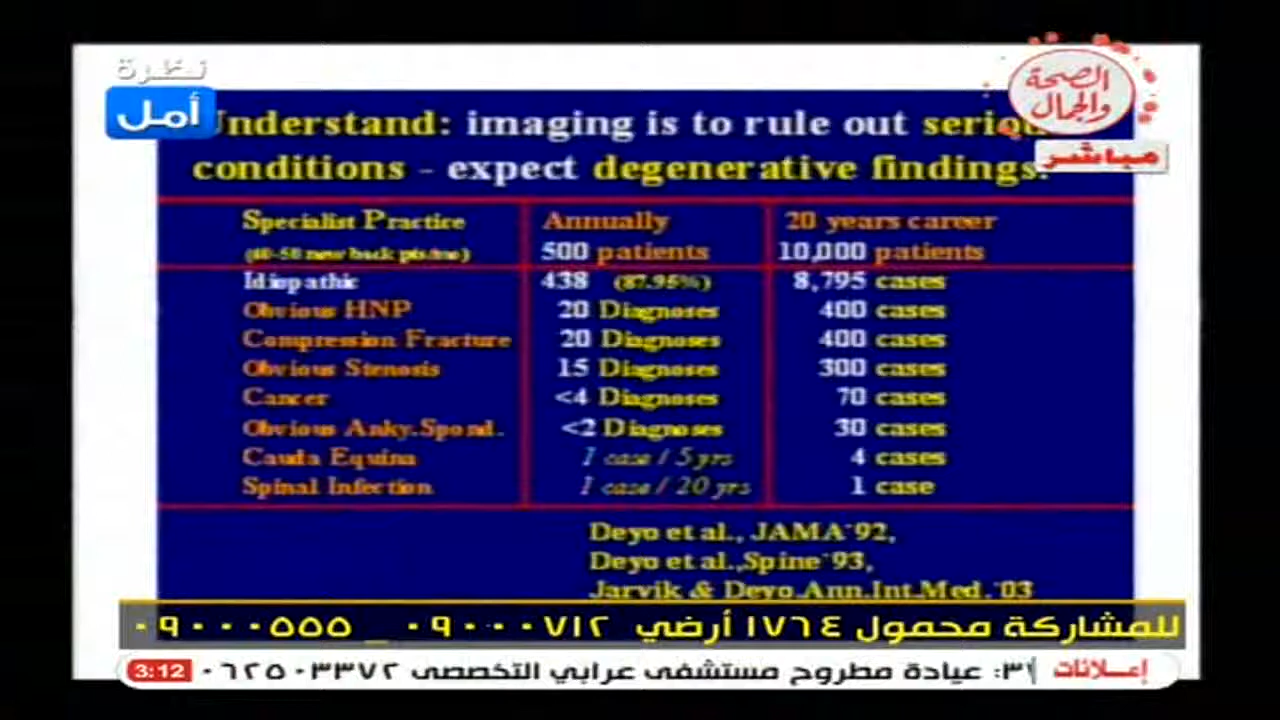 نظرة
أمل
الصحة
والجمال
مباشر
Understand: imaging is to rule out
conditions - expect degenerative findings.
Specialist Practice
Annually
20 years career
(40-50 new back pts/mo)
500 patients
10,000 patients
Idiopathic
438 (87.95%)
8,795 cases
Obvious HNP
20 Diagnoses
400 cases
Compression Fracture
20 Diagnoses
400 cases
Obvious Stenosis
15 Diagnoses
300 cases
Cancer
<4 Diagnoses
70 cases
Obvious Anky.Spond.
<2 Diagnoses
30 cases
Cauda Equina
1 case / 5 yrs
4 cases
Spinal Infection
1 case / 20 yrs
1 case
Deyo et al., JAMA'92,
Deyo et al.,Spine'93,
Jarvik & Deyo Ann.Int.Med.'03
للمشاركة محمول ١٧٦٤ أرضي ٠٩٠٠٠٧١٢ _ ٠٩٠٠٠٥٥٥
إعلانات
٣١: عيادة مطروح مستشفى عرابي التخصصى ٠٦٢٥٠٣٣٧٢
3:12